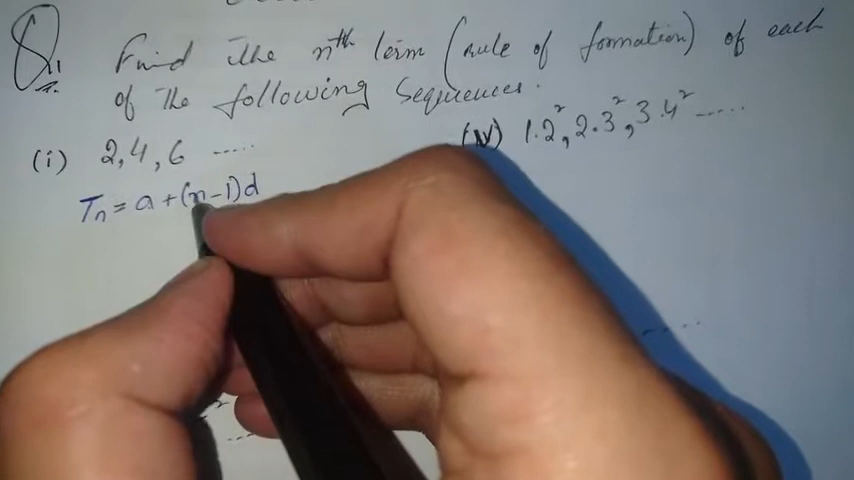 Q1 Find the nth term (rule of formation) of each
of the following Sequences.
(i) 2, 4, 6 .....
Tn = a + (n-1)d
(iv) 1.2², 2.3², 3.4² .....